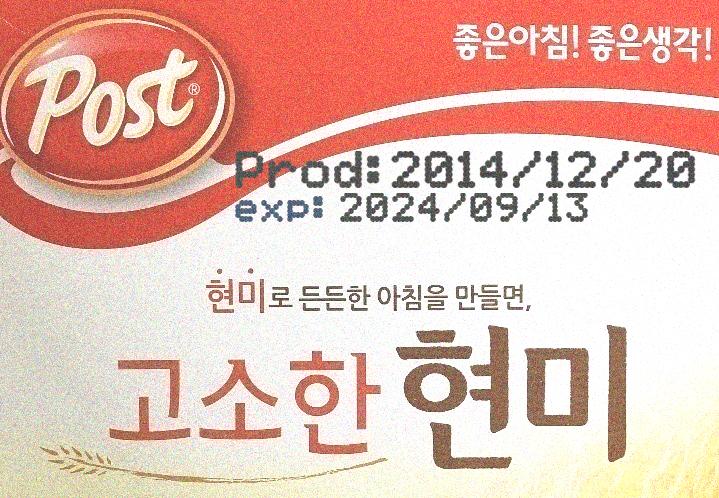 Post®
좋은아침! 좋은생각!
Prod:2014/12/20
exp: 2024/09/13
현미로 든든한 아침을 만들면,
고소한 현미